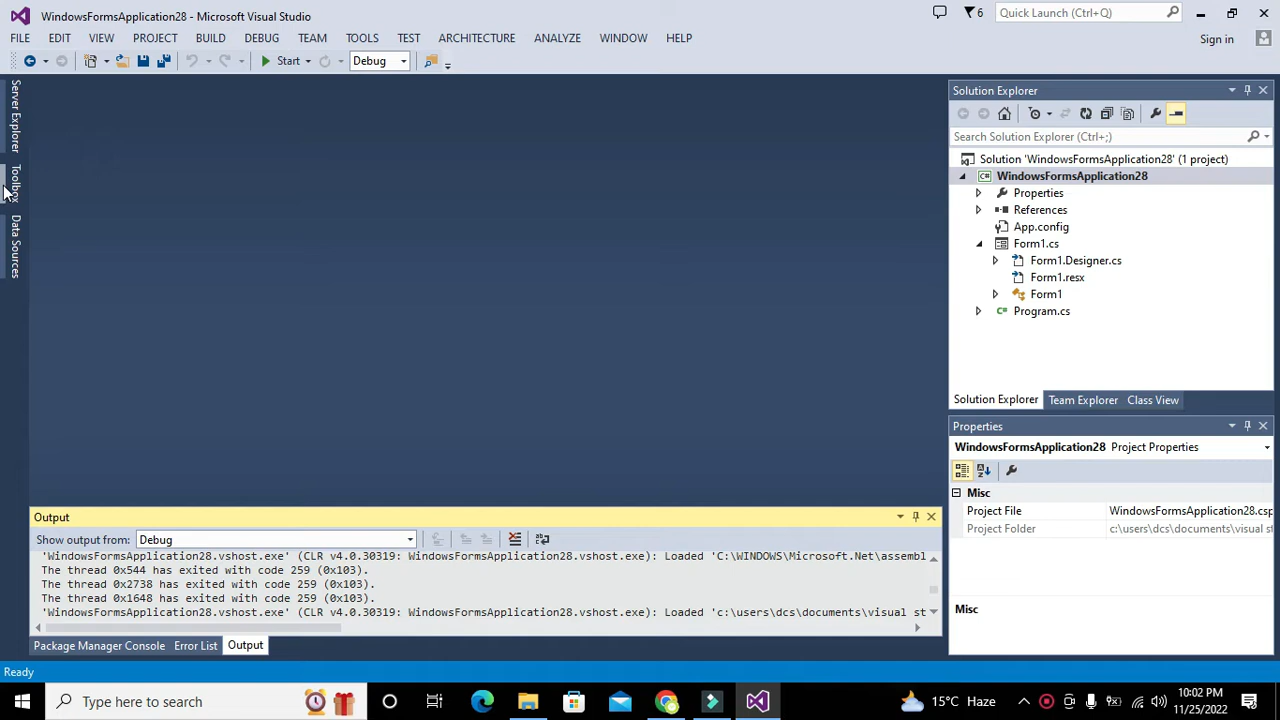 WindowsFormsApplication28 - Microsoft Visual Studio
6
Quick Launch (Ctrl+Q)
FILE EDIT VIEW PROJECT BUILD DEBUG TEAM TOOLS TEST ARCHITECTURE ANALYZE WINDOW HELP
Sign in
Start Debug
Server Explorer
Toolbox
Data Sources
Solution Explorer
Search Solution Explorer (Ctrl+;)
Solution 'WindowsFormsApplication28' (1 project)
C# WindowsFormsApplication28
Properties
References
App.config
Form1.cs
Form1.Designer.cs
Form1.resx
Form1
C# Program.cs
Solution Explorer Team Explorer Class View
Properties
WindowsFormsApplication28 Project Properties
Misc
Project File WindowsFormsApplication28.csp
Project Folder c:\users\dcs\documents\visual st
Misc
Output
Show output from: Debug
'WindowsFormsApplication28.vshost.exe' (CLR v4.0.30319: WindowsFormsApplication28.vshost.exe): Loaded 'C:\WINDOWS\Microsoft.Net\assembl
The thread 0x544 has exited with code 259 (0x103).
The thread 0x2738 has exited with code 259 (0x103).
The thread 0x1648 has exited with code 259 (0x103).
'WindowsFormsApplication28.vshost.exe' (CLR v4.0.30319: WindowsFormsApplication28.vshost.exe): Loaded 'c:\users\dcs\documents\visual st
Package Manager Console Error List Output
Ready
Type here to search
15°C Haze
10:02 PM
11/25/2022